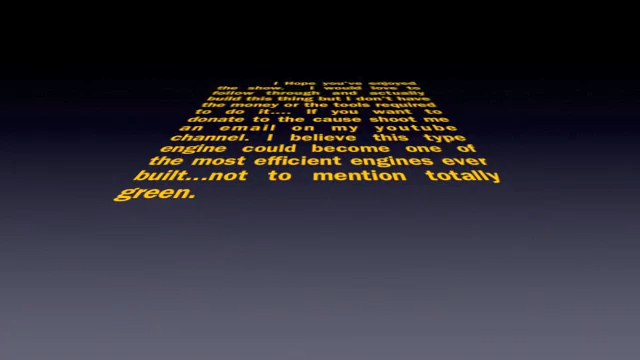 I Hope you've enjoyed
the show. I would love to
follow through and actually
build this thing but I don't have
the money or the tools required
to do it.... If you want to
donate to the cause shoot me
an email on my youtube
channel. I believe this type
engine could become one of
the most efficient engines ever
built...not to mention totally
green.